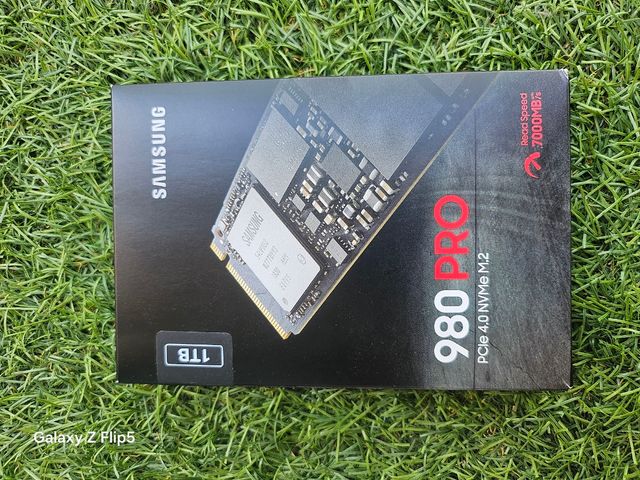 SAMSUNG
Read Speed
7000MB/s
SAMSUNG
980 PRO
PCIe 4.0 NVMe M.2
1TB
Galaxy Z Flip5